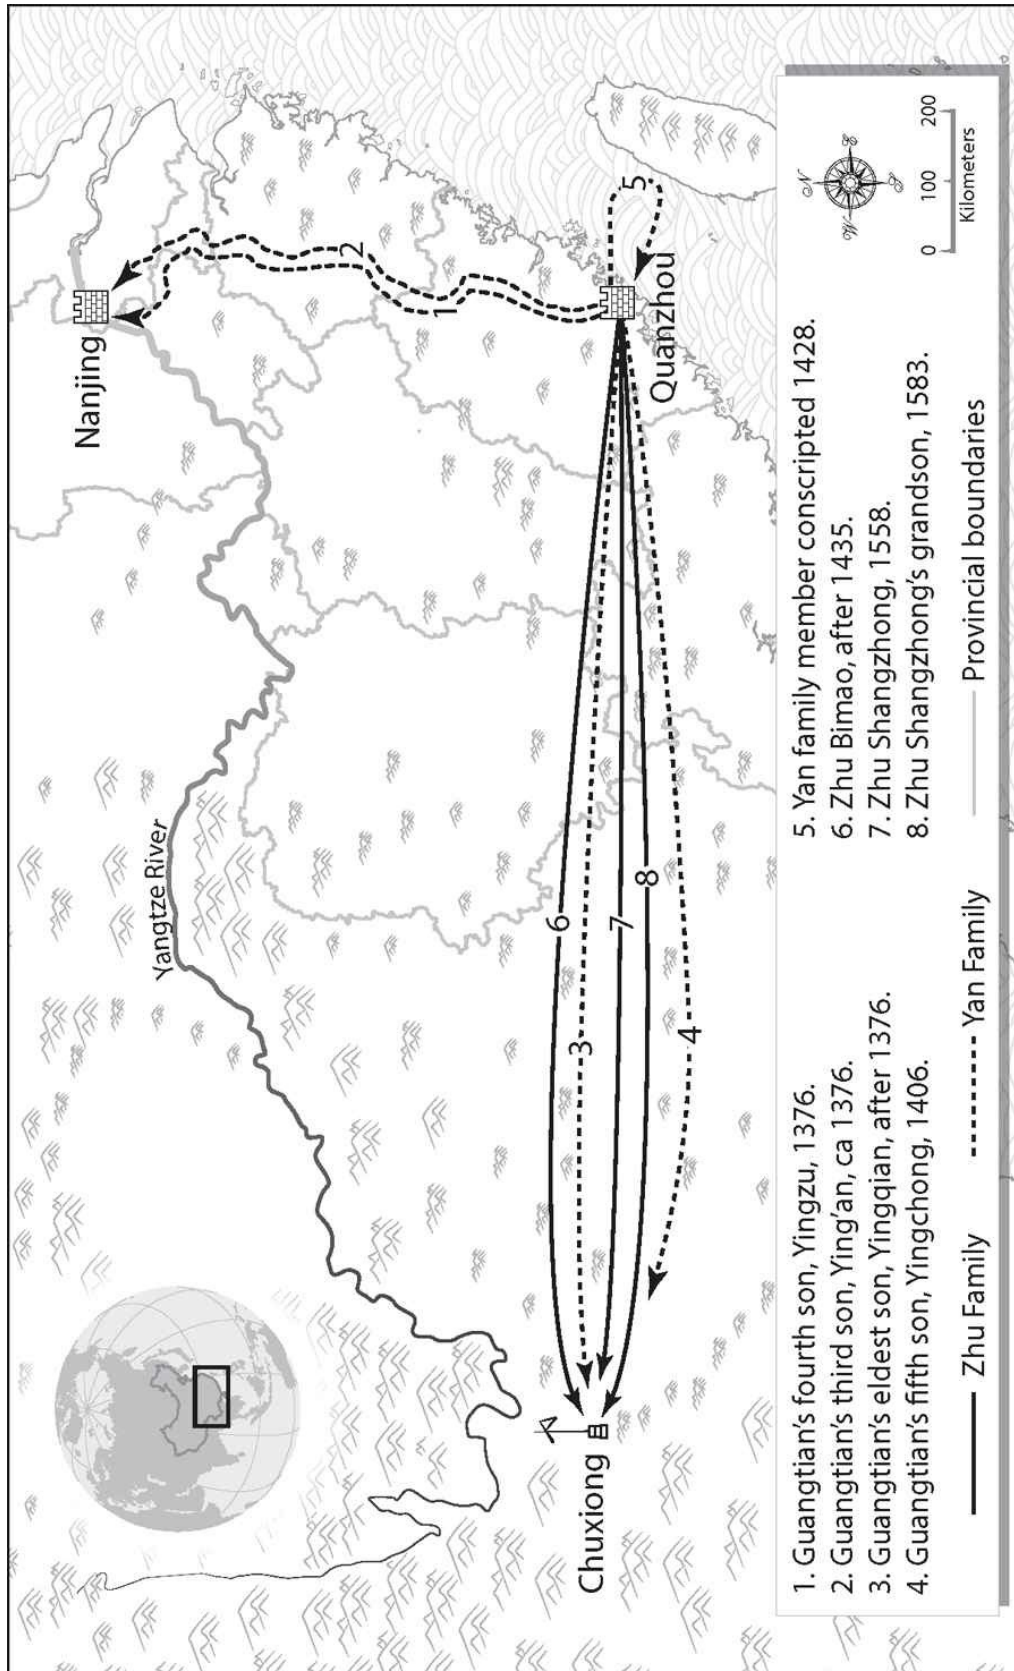 Nanjing
Yangtze River
2
1
Quanzhou
5
6
3
7
8
4
Chuxiong
1. Guangtian's fourth son, Yingzu, 1376.
2. Guangtian's third son, Ying'an, ca 1376.
3. Guangtian's eldest son, Yingqian, after 1376.
4. Guangtian's fifth son, Yingchong, 1406.
5. Yan family member conscripted 1428.
6. Zhu Bimao, after 1435.
7. Zhu Shangzhong, 1558.
8. Zhu Shangzhong's grandson, 1583.
Zhu Family
Yan Family
Provincial boundaries
N
W
E
S
0 100 200
Kilometers